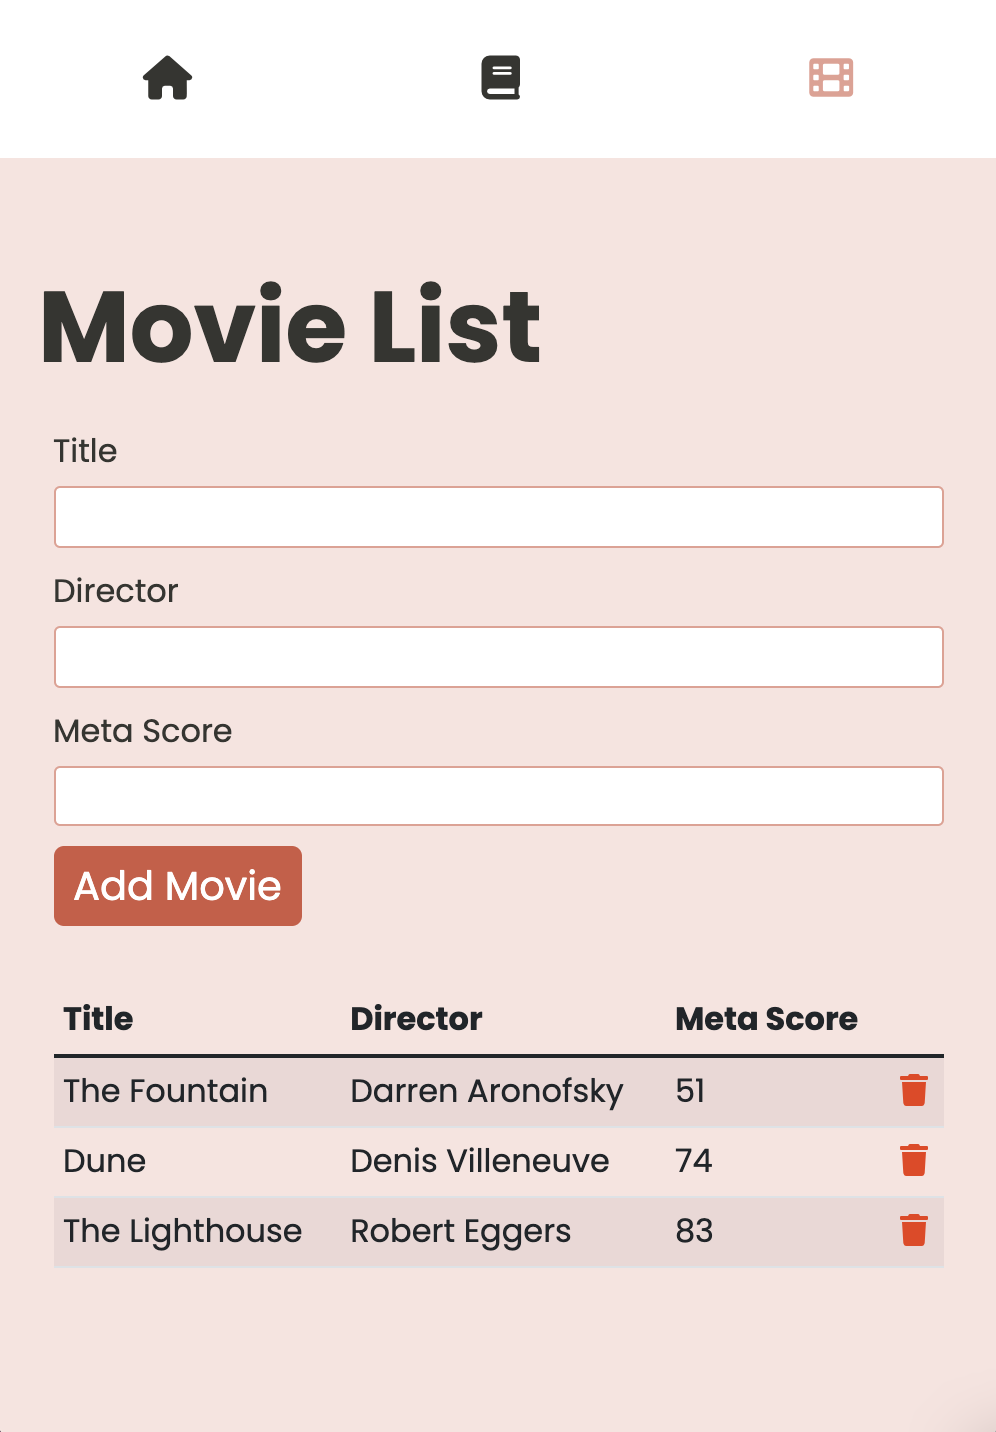 Movie List
Title
Director
Meta Score
Add Movie
Title Director Meta Score
The Fountain Darren Aronofsky 51
Dune Denis Villeneuve 74
The Lighthouse Robert Eggers 83